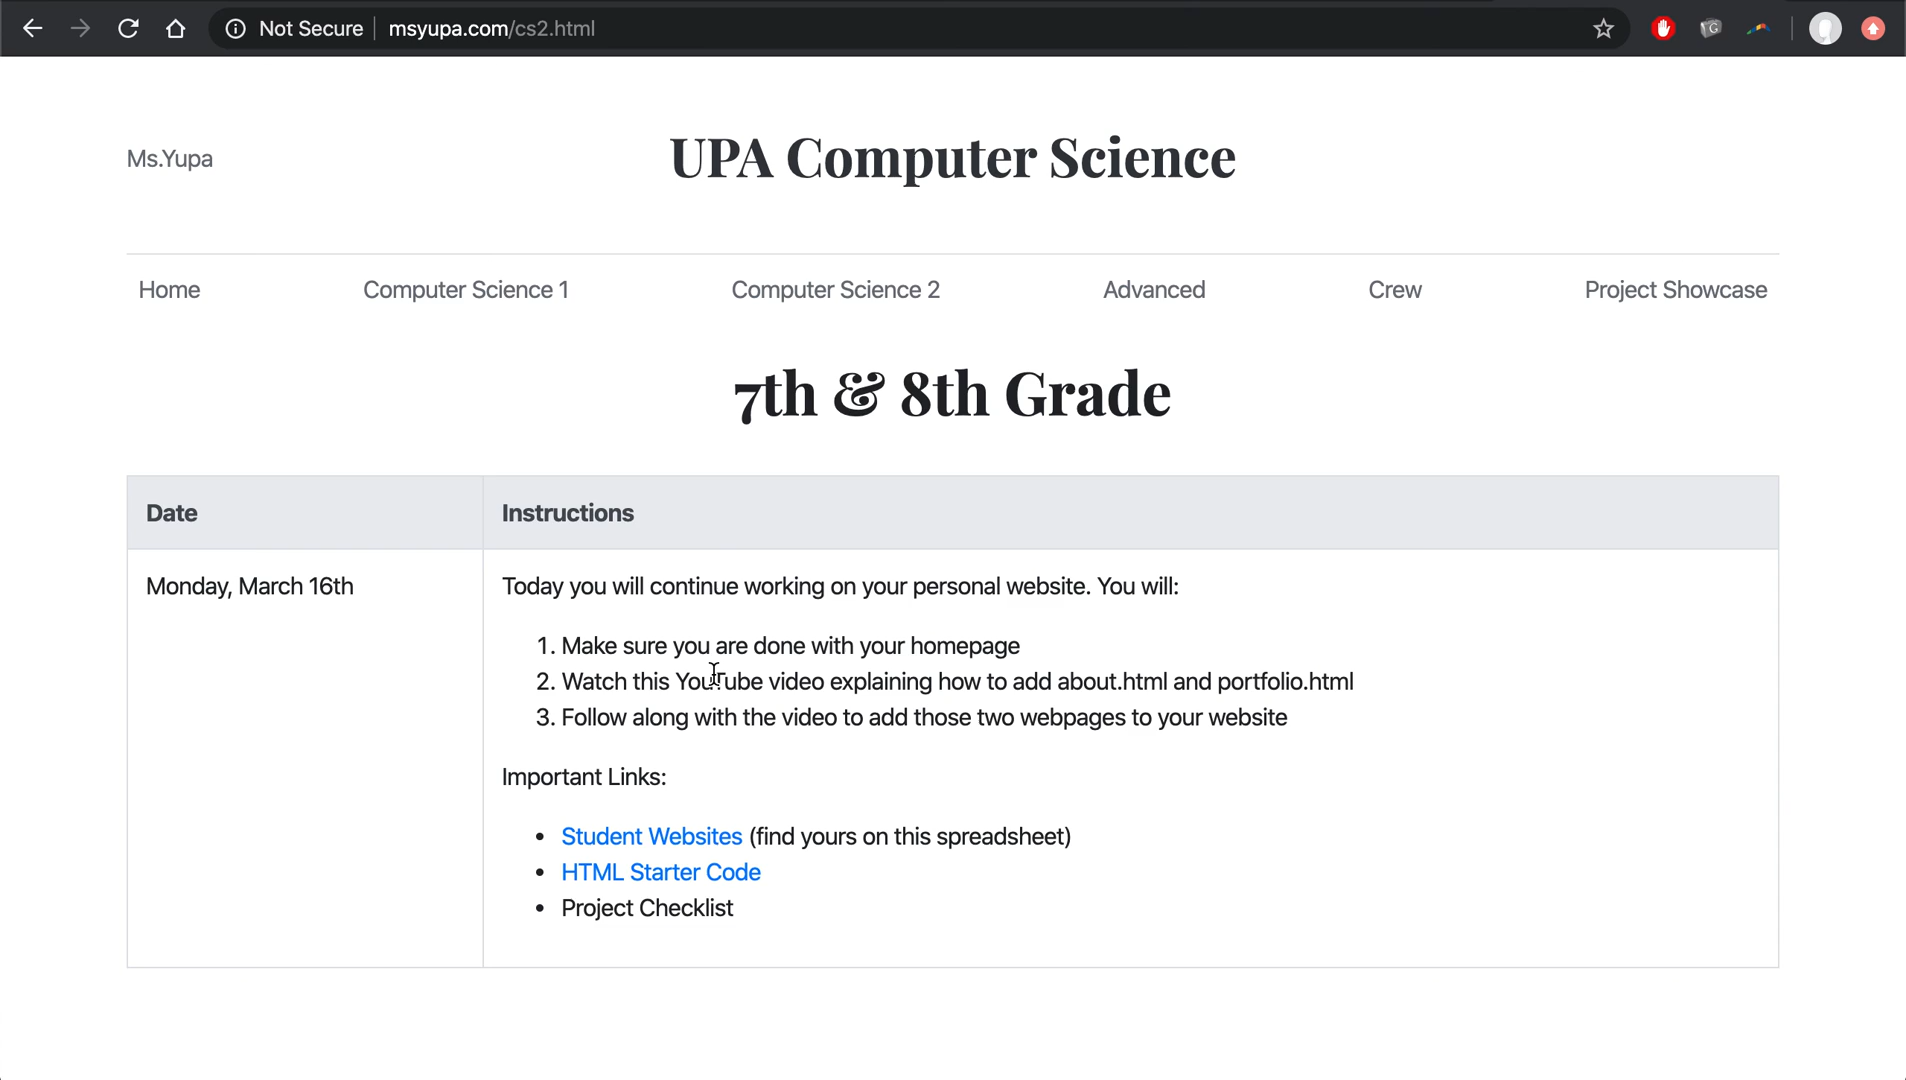 Not Secure | msyupa.com/cs2.html
Ms.Yupa
UPA Computer Science
Home Computer Science 1 Computer Science 2 Advanced Crew Project Showcase
7th & 8th Grade
Date Instructions
Monday, March 16th Today you will continue working on your personal website. You will:
1. Make sure you are done with your homepage
2. Watch this YouTube video explaining how to add about.html and portfolio.html
3. Follow along with the video to add those two webpages to your website
Important Links:
• Student Websites (find yours on this spreadsheet)
• HTML Starter Code
• Project Checklist